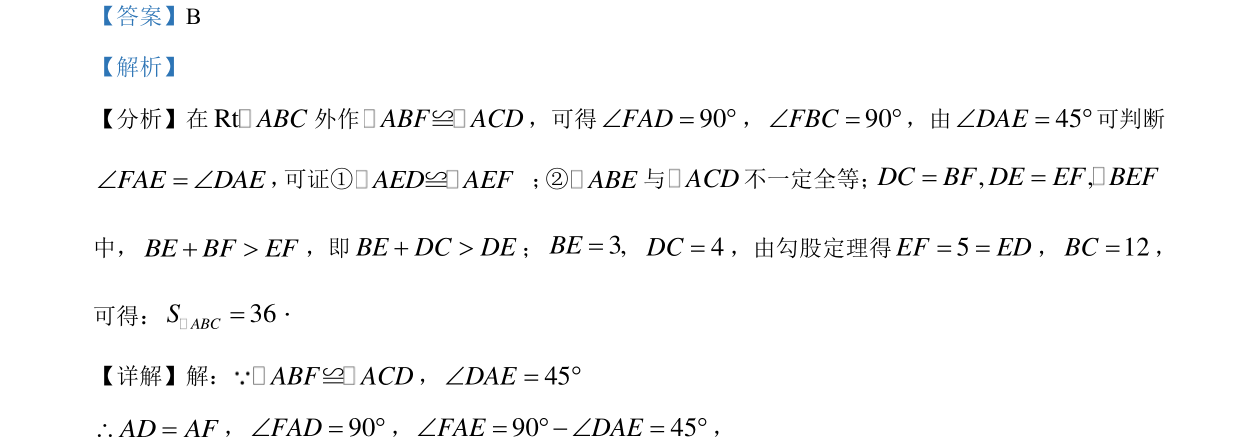 【答案】B
【解析】
【分析】在 Rt□ ABC 外作 □ ABF≌□ ACD，可得 ∠FAD = 90°，∠FBC = 90°，由 ∠DAE = 45° 可判断
∠FAE = ∠DAE，可证①□ AED≌□ AEF ；②□ ABE 与 □ ACD 不一定全等；DC = BF, DE = EF,□ BEF
中，BE + BF > EF，即 BE + DC > DE；BE = 3, DC = 4，由勾股定理得 EF = 5 = ED，BC = 12，
可得：S□ ABC = 36 ·
【详解】解：∵□ ABF≌□ ACD，∠DAE = 45°
∴ AD = AF，∠FAD = 90°，∠FAE = 90° − ∠DAE = 45°，